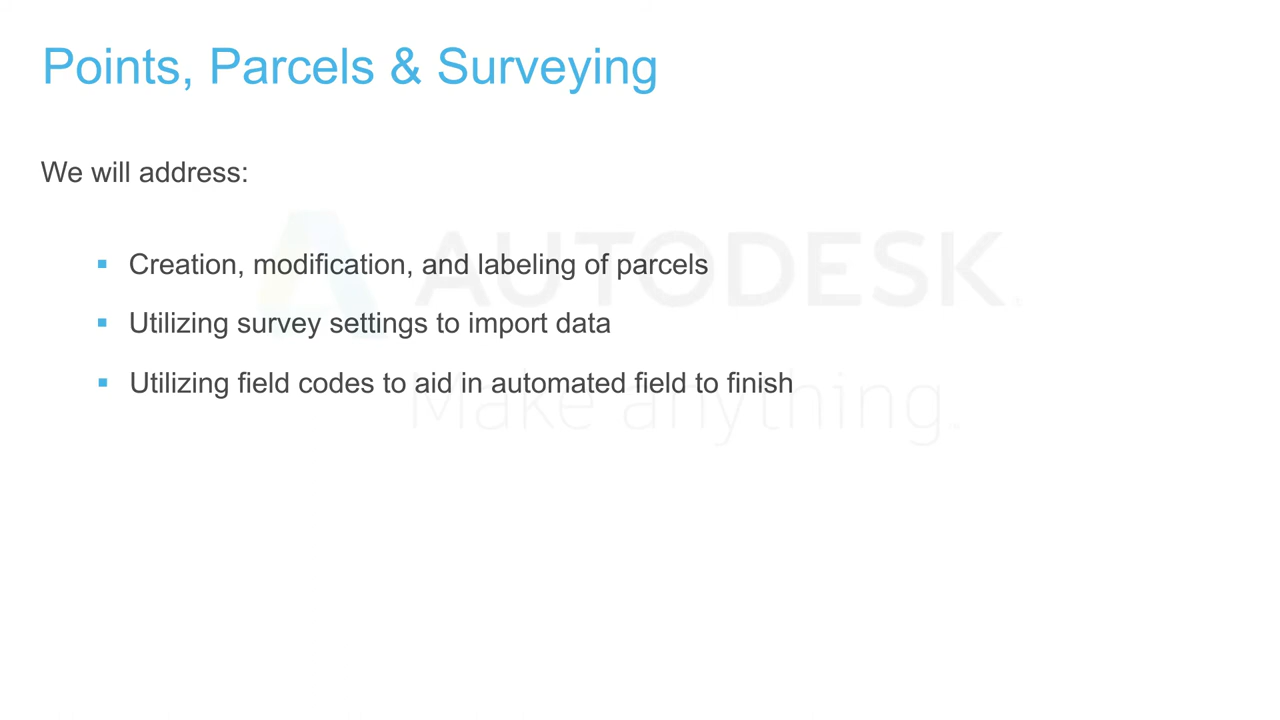 Points, Parcels & Surveying
We will address:
▪ Creation, modification, and labeling of parcels
AUTODESK.
▪ Utilizing survey settings to import data
▪ Utilizing field codes to aid in automated field to finish
Make anything.